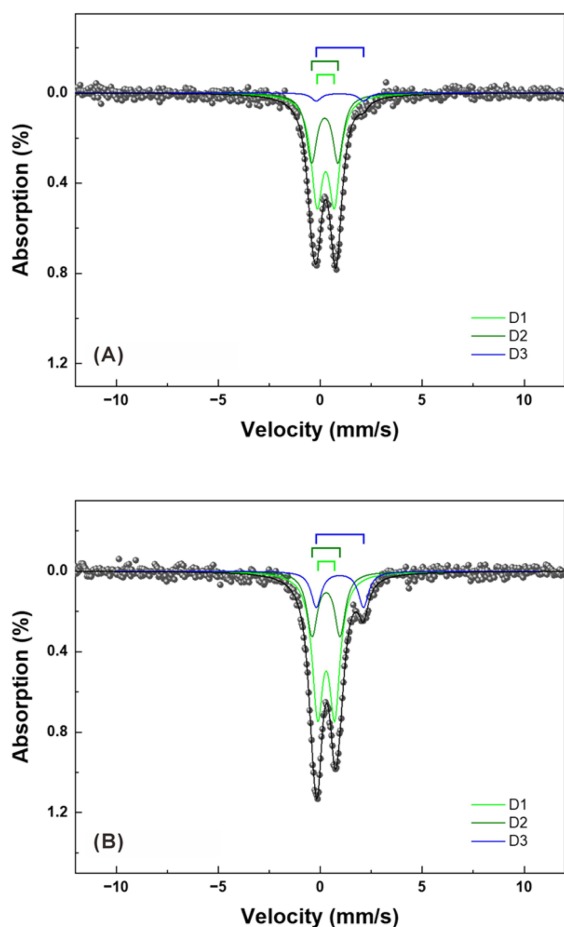 0.0
0.4
0.8
1.2
Absorption (%)
D1
D2
D3
(A)
−10
−5
0
5
10
Velocity (mm/s)
0.0
0.4
0.8
1.2
Absorption (%)
D1
D2
D3
(B)
−10
−5
0
5
10
Velocity (mm/s)